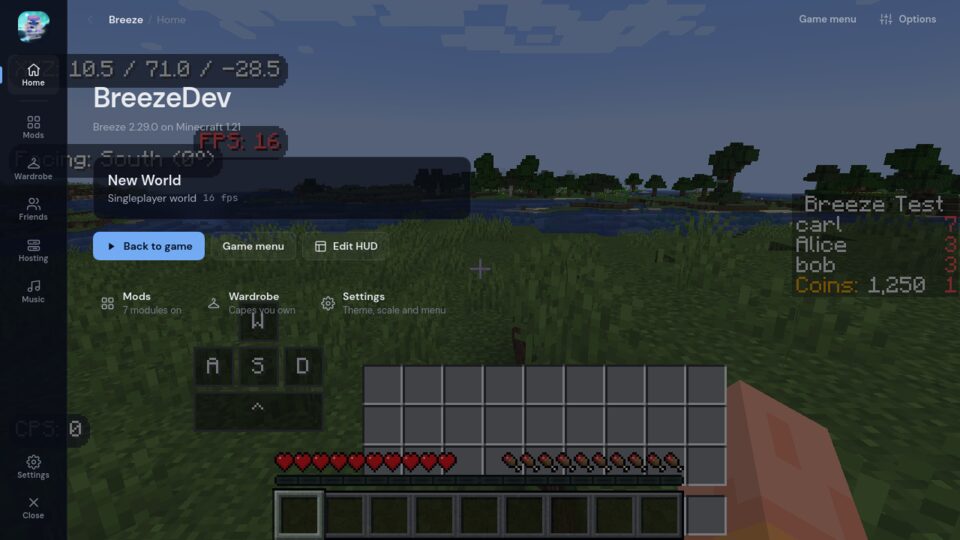 Breeze / Home
Game menu
Options
XYZ: 10.5 / 71.0 / -28.5
Home
BreezeDev
Breeze 2.29.0 on Minecraft 1.21
Mods
FPS: 16
Facing: South (0°)
Wardrobe
New World
Singleplayer world 16 fps
Friends
Breeze Test
carl 7
Alice 3
bob 3
Coins: 1,250 1
Hosting
Back to game
Game menu
Edit HUD
Music
Mods
7 modules on
Wardrobe
Capes you own
Settings
Theme, scale and menu
W
A S D
^
CPS: 0
Settings
Close